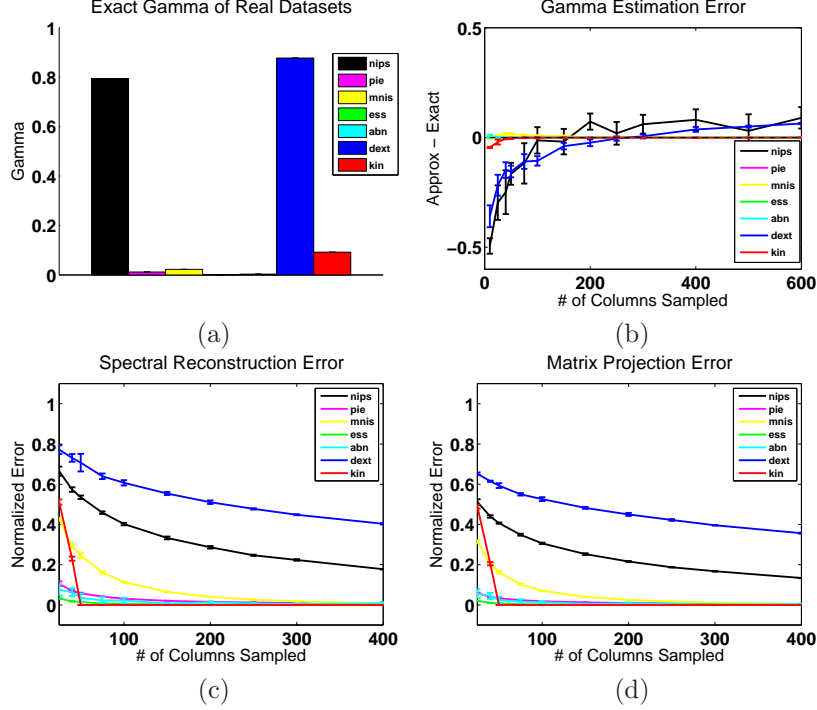 Exact Gamma of Real Datasets
Gamma
1
0.8
0.6
0.4
0.2
0
nips
pie
mnis
ess
abn
dext
kin
(a)
Gamma Estimation Error
Approx − Exact
0.5
0
−0.5
0
200
400
600
# of Columns Sampled
nips
pie
mnis
ess
abn
dext
kin
(b)
Spectral Reconstruction Error
Normalized Error
1
0.8
0.6
0.4
0.2
0
100
200
300
400
# of Columns Sampled
nips
pie
mnis
ess
abn
dext
kin
(c)
Matrix Projection Error
Normalized Error
1
0.8
0.6
0.4
0.2
0
100
200
300
400
# of Columns Sampled
nips
pie
mnis
ess
abn
dext
kin
(d)